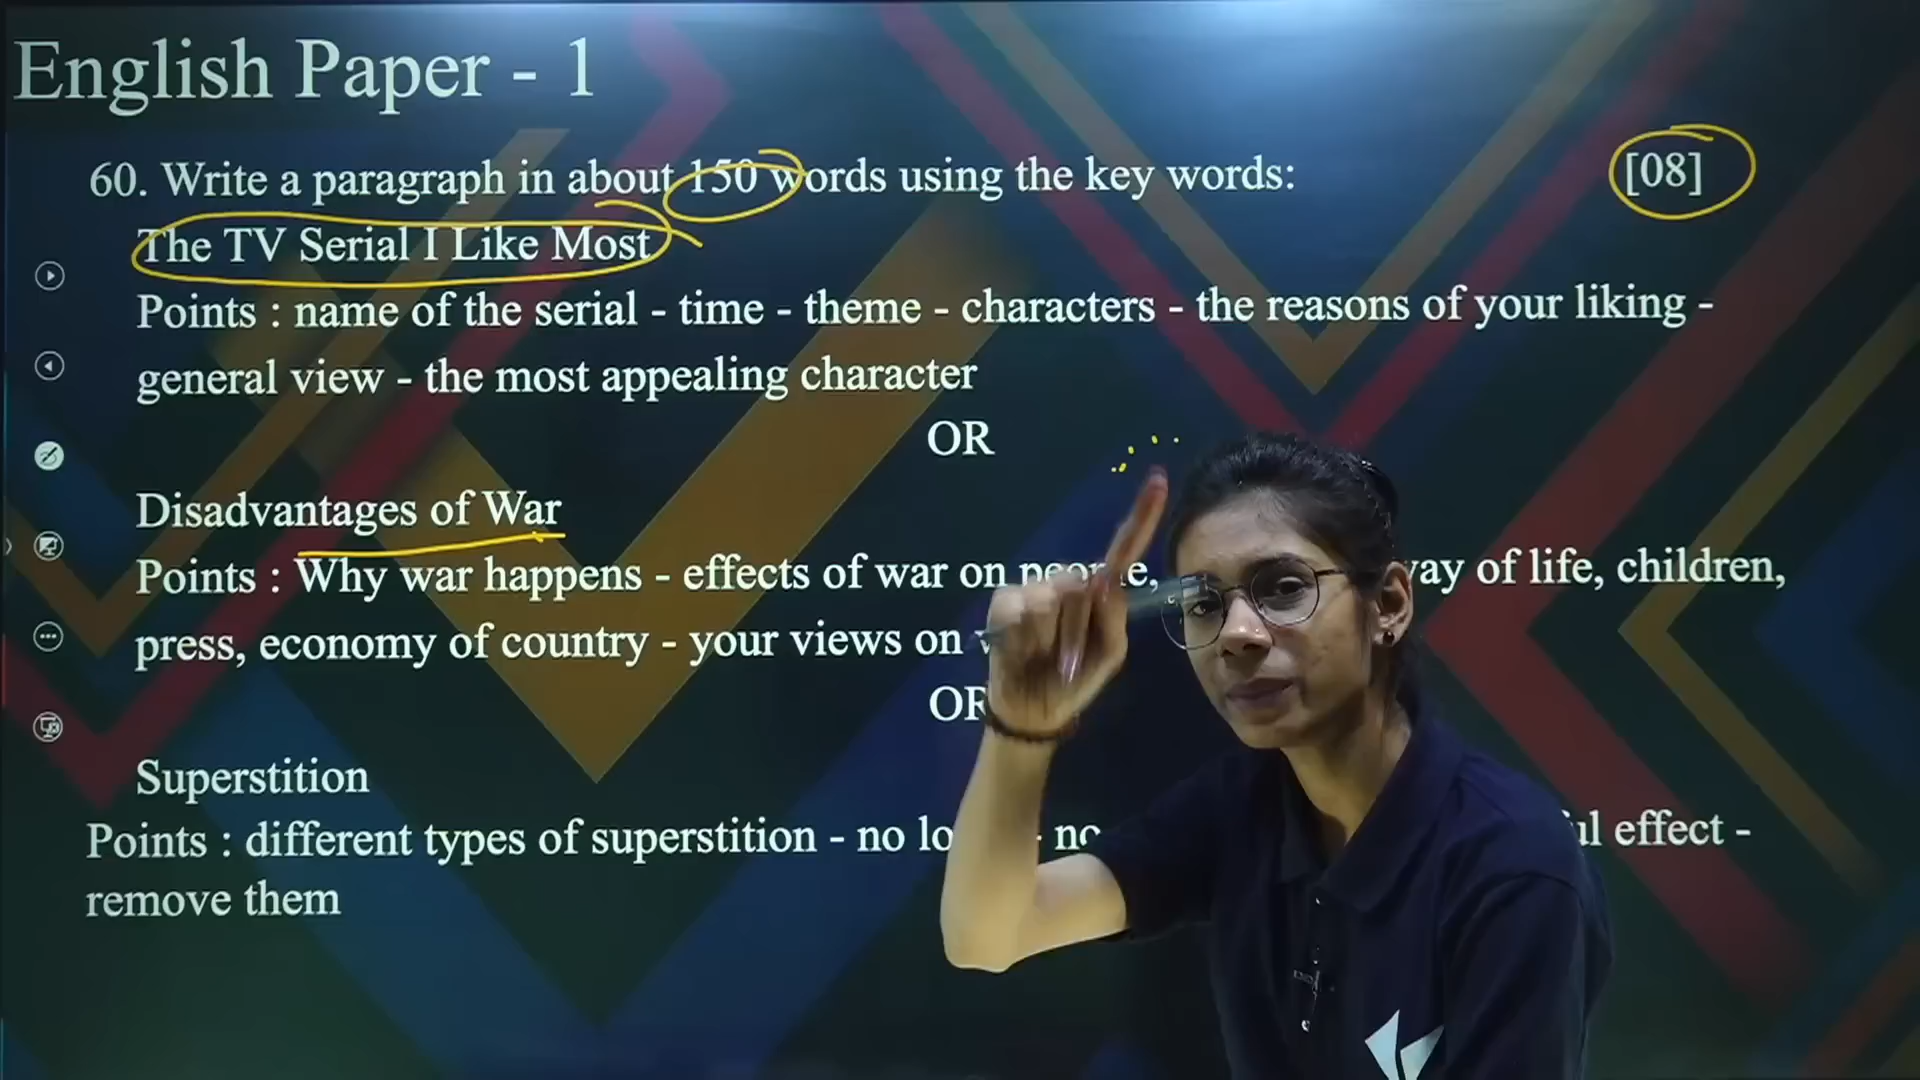 English Paper - 1
60. Write a paragraph in about 150 words using the key words: [08]
The TV Serial I Like Most
Points : name of the serial - time - theme - characters - the reasons of your liking -
general view - the most appealing character
OR
Disadvantages of War
Points : Why war happens - effects of war on people, way of life, children,
press, economy of country - your views on
OR
Superstition
Points : different types of superstition - no effect -
remove them